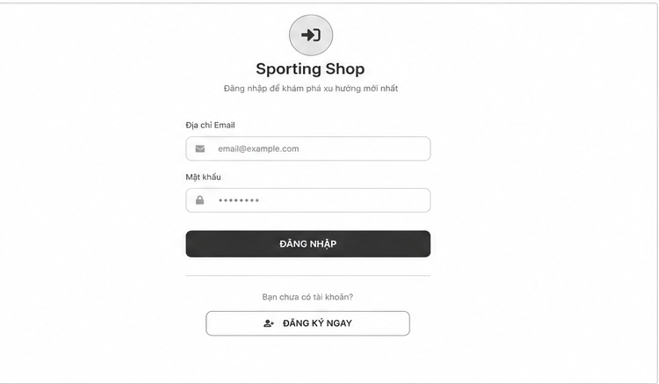 Sporting Shop
Đăng nhập để khám phá xu hướng mới nhất
Địa chỉ Email
email@example.com
Mật khẩu
••••••••
ĐĂNG NHẬP
Bạn chưa có tài khoản?
ĐĂNG KÝ NGAY